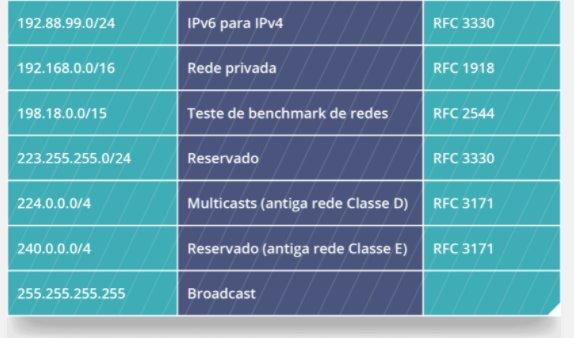 192.88.99.0/24 IPv6 para IPv4 RFC 3330
192.168.0.0/16 Rede privada RFC 1918
198.18.0.0/15 Teste de benchmark de redes RFC 2544
223.255.255.0/24 Reservado RFC 3330
224.0.0.0/4 Multicasts (antiga rede Classe D) RFC 3171
240.0.0.0/4 Reservado (antiga rede Classe E) RFC 3171
255.255.255.255 Broadcast